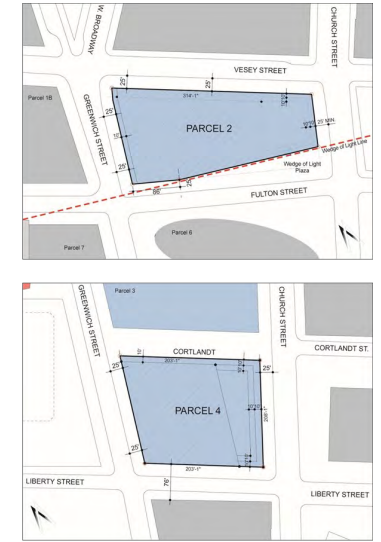 W. BROADWAY
CHURCH STREET
VESEY STREET
25'
25'
314'-1"
Parcel 1B
GREENWICH STREET
25'
PARCEL 2
25' MIN.
25'
Wedge of Light Line
Wedge of Light
Plaza
66'
25'
FULTON STREET
Parcel 6
Parcel 7
Parcel 3
GREENWICH STREET
CHURCH STREET
CORTLANDT
CORTLANDT ST.
10'
203'-1"
25'
25'
PARCEL 4
25'
203'-1"
LIBERTY STREET
76'
LIBERTY STREET